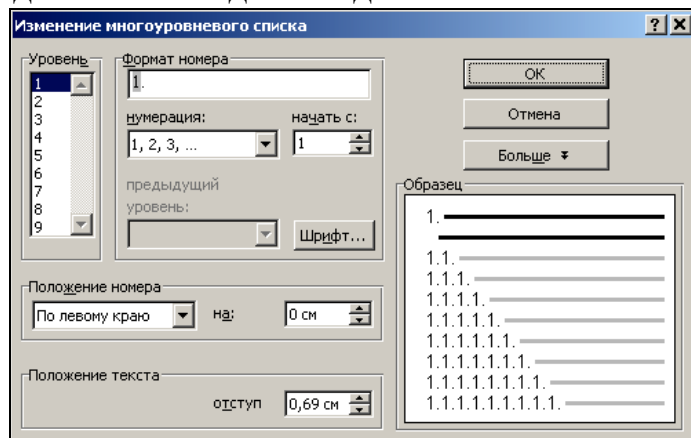 Изменение многоуровневого списка
Уровень
1
2
3
4
5
6
7
8
9
Формат номера
1.
нумерация:
начать с:
1, 2, 3, ...
1
предыдущий
уровень:
Шрифт...
ОК
Отмена
Больше
Образец
1.
1.1.
1.1.1.
1.1.1.1.
1.1.1.1.1.
1.1.1.1.1.1.
1.1.1.1.1.1.1.
1.1.1.1.1.1.1.1.
1.1.1.1.1.1.1.1.1.
Положение номера
По левому краю
на:
0 см
Положение текста
отступ
0,69 см